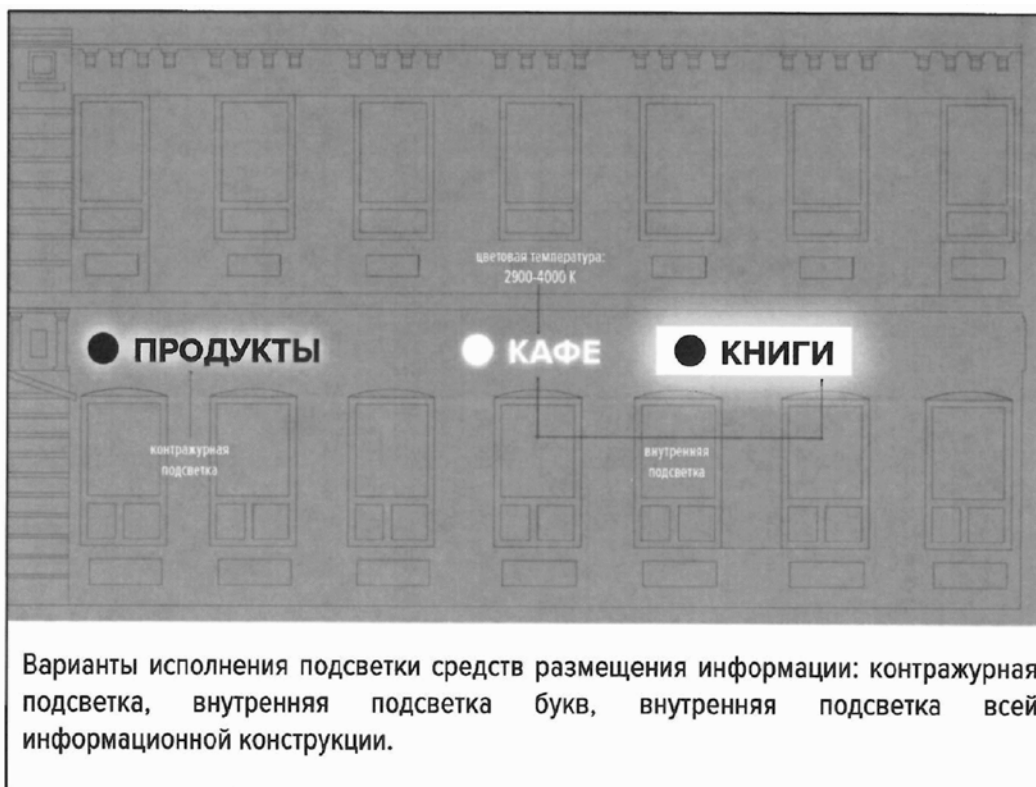 цветовая температура:
2900-4000 К
ПРОДУКТЫ
КАФЕ
КНИГИ
контражурная
подсветка
внутренняя
подсветка
Варианты исполнения подсветки средств размещения информации: контражурная
подсветка, внутренняя подсветка букв, внутренняя подсветка всей
информационной конструкции.